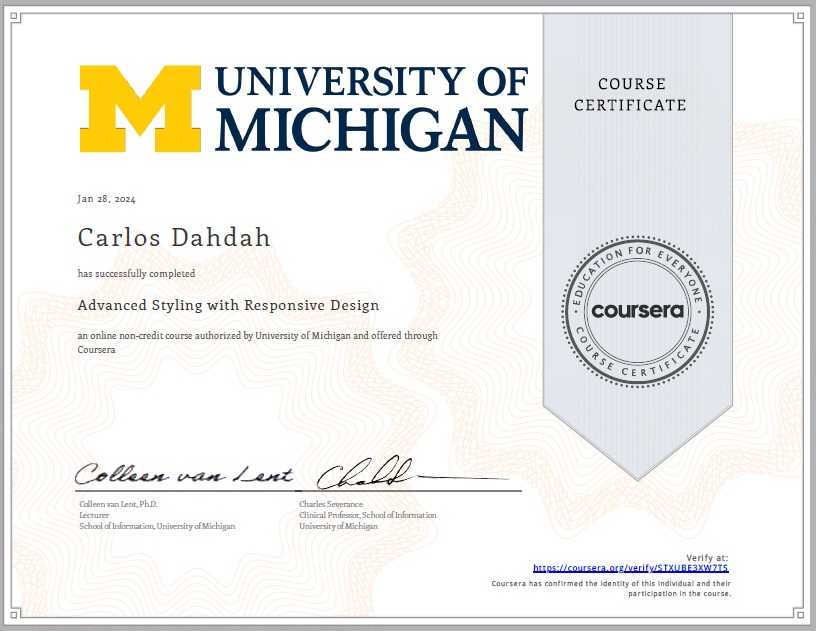 UNIVERSITY OF
MICHIGAN
COURSE
CERTIFICATE
Jan 28, 2024
Carlos Dahdah
has successfully completed
Advanced Styling with Responsive Design
an online non-credit course authorized by University of Michigan and offered through
Coursera
EDUCATION FOR EVERYONE
coursera
COURSE CERTIFICATE
Colleen van Lent
Colleen van Lent, Ph.D.
Lecturer
School of Information, University of Michigan
Charles Severance
Clinical Professor, School of Information
University of Michigan
Verify at:
https://coursera.org/verify/STXUBE3XW7TS
Coursera has confirmed the identity of this individual and their
participation in the course.